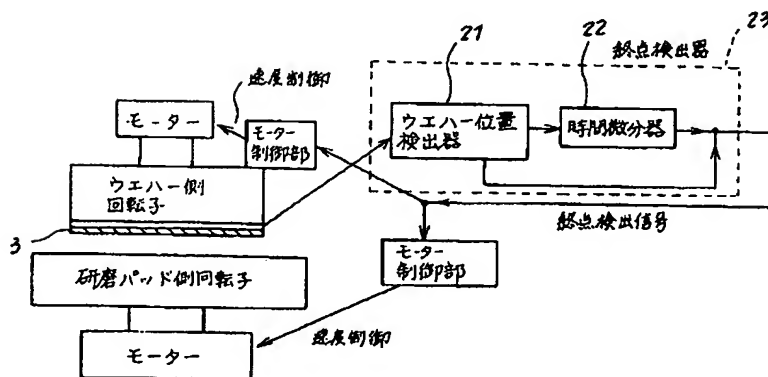 21
22
23
終点検出器
速度制御
モーター
モーター
制御部
ウエハー位置
検出器
時間微分器
ウエハー側
回転子
3
終点検出信号
モーター
制御部
研磨パッド側回転子
速度制御
モーター